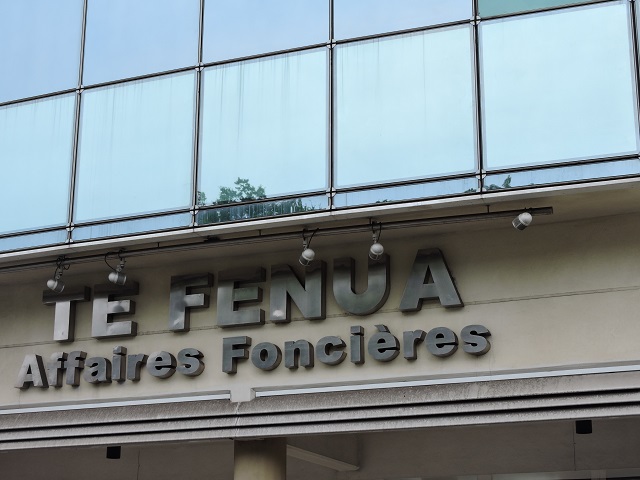 TE FENUA
Affaires Foncières